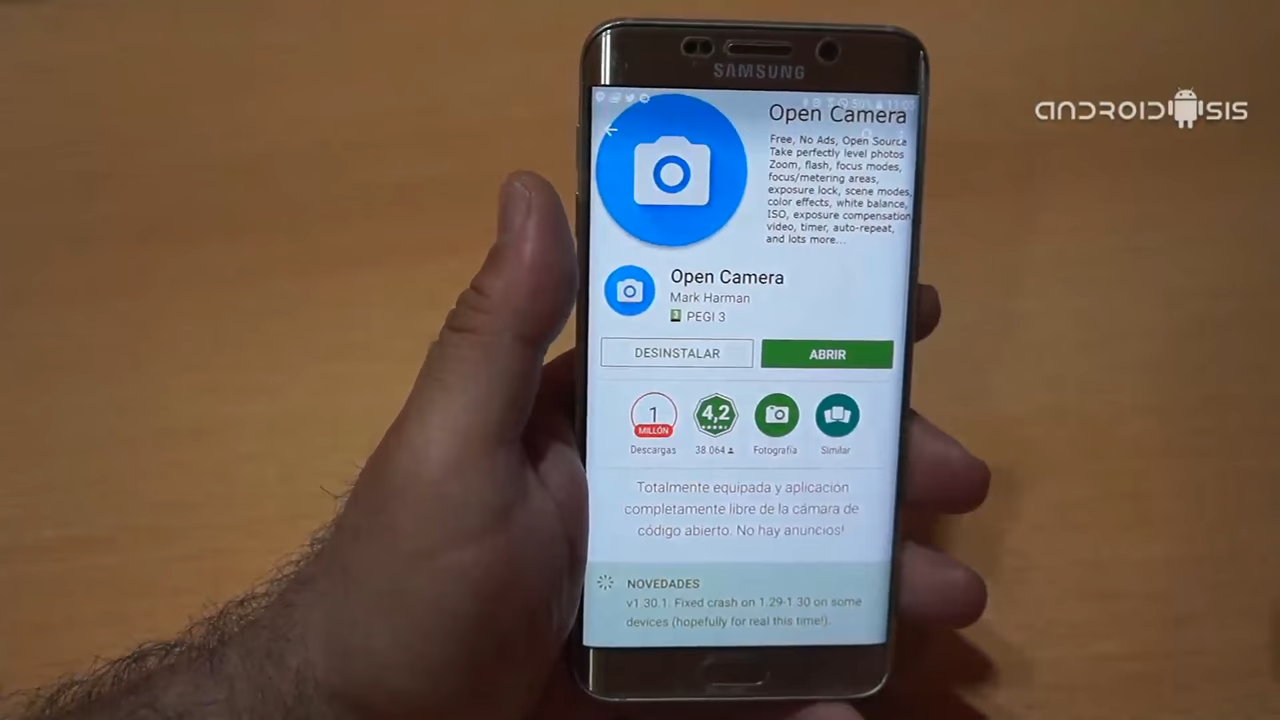 SAMSUNG
ANDROIDSIS
Open Camera
Free, No Ads, Open Source
Take perfectly level photos
Zoom, flash, focus modes,
focus/metering areas,
exposure lock, scene modes,
color effects, white balance,
ISO, exposure compensation
video, timer, auto-repeat,
and lots more...
Open Camera
Mark Harman
3 PEGI 3
DESINSTALAR
ABRIR
1
MILLÓN
4,2
Descargas
38.064
Fotografía
Similar
Totalmente equipada y aplicación
completamente libre de la cámara de
código abierto. No hay anuncios!
NOVEDADES
v1.30.1: Fixed crash on 1.29-1.30 on some
devices (hopefully for real this time!).